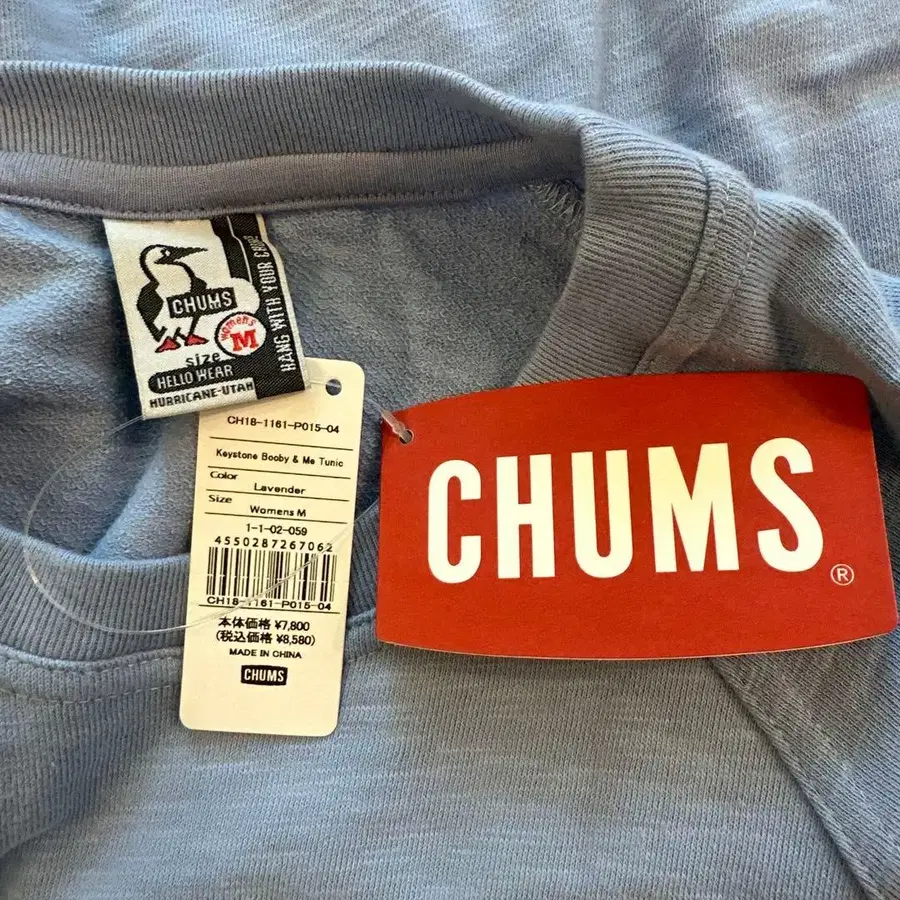 CHUMS
womens
M
size
HELLO WEAR
HURRICANE-UTAH
HANG WITH YOUR CHUMS
CH18-1161-P015-04
Keystone Booby & Me Tunic
Color
Lavender
Size
Womens M
1-1-02-059
4550287267062
CH18-1161-P015-04
本体価格 ¥7,800
(税込価格 ¥8,580)
MADE IN CHINA
CHUMS
CHUMS®